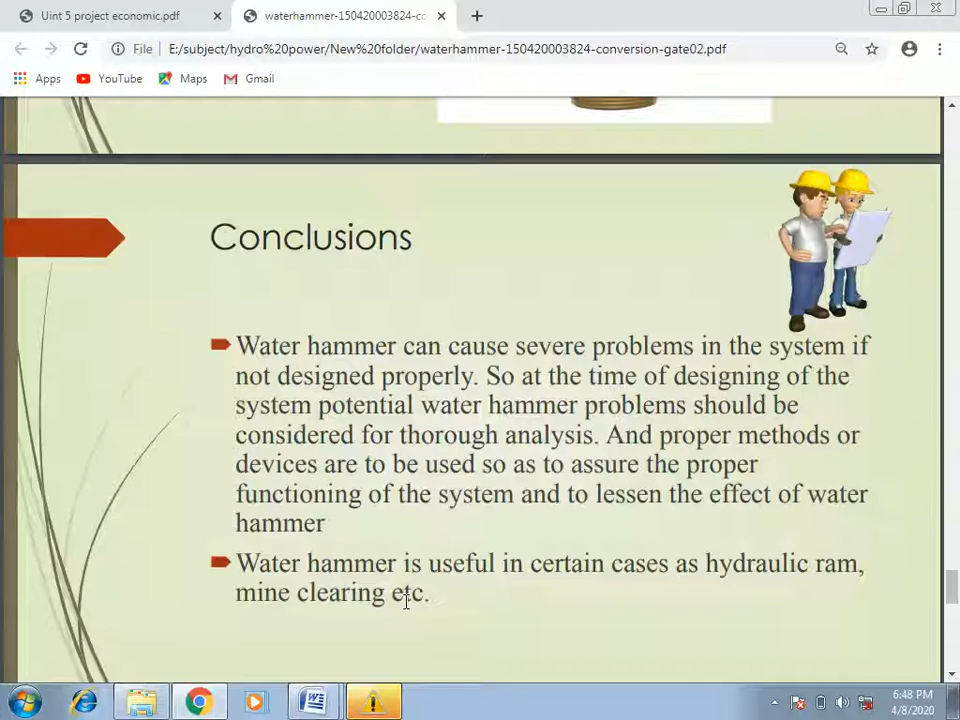 Uint 5 project economic.pdf
waterhammer-150420003824-co
File
E:/subject/hydro%20power/New%20folder/waterhammer-150420003824-conversion-gate02.pdf
Apps
YouTube
Maps
Gmail
Conclusions
Water hammer can cause severe problems in the system if
not designed properly. So at the time of designing of the
system potential water hammer problems should be
considered for thorough analysis. And proper methods or
devices are to be used so as to assure the proper
functioning of the system and to lessen the effect of water
hammer
Water hammer is useful in certain cases as hydraulic ram,
mine clearing etc.
6:48 PM
4/8/2020